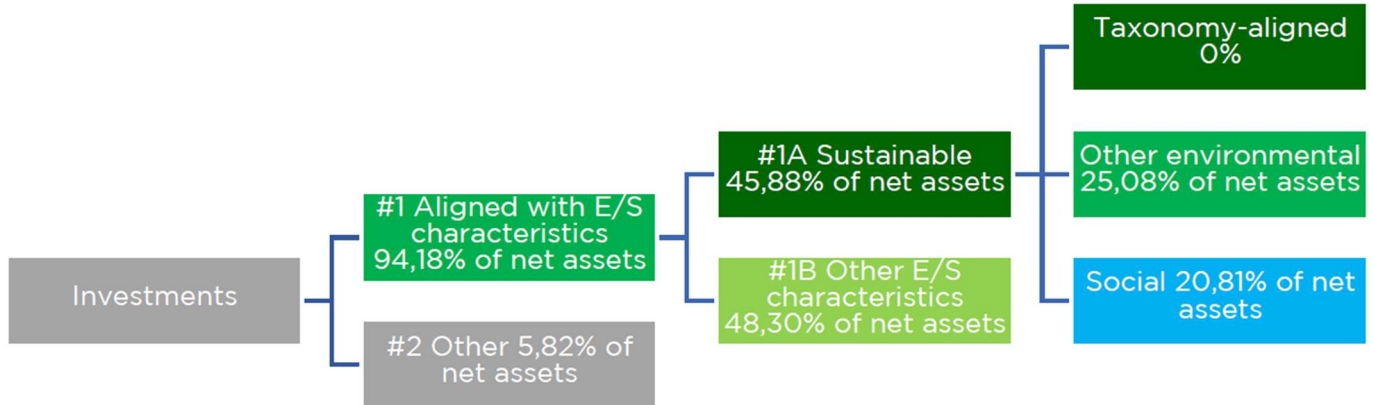 Investments
#1 Aligned with E/S
characteristics
94,18% of net assets
#2 Other 5,82% of
net assets
#1A Sustainable
45,88% of net assets
#1B Other E/S
characteristics
48,30% of net assets
Taxonomy-aligned
0%
Other environmental
25,08% of net assets
Social 20,81% of net
assets